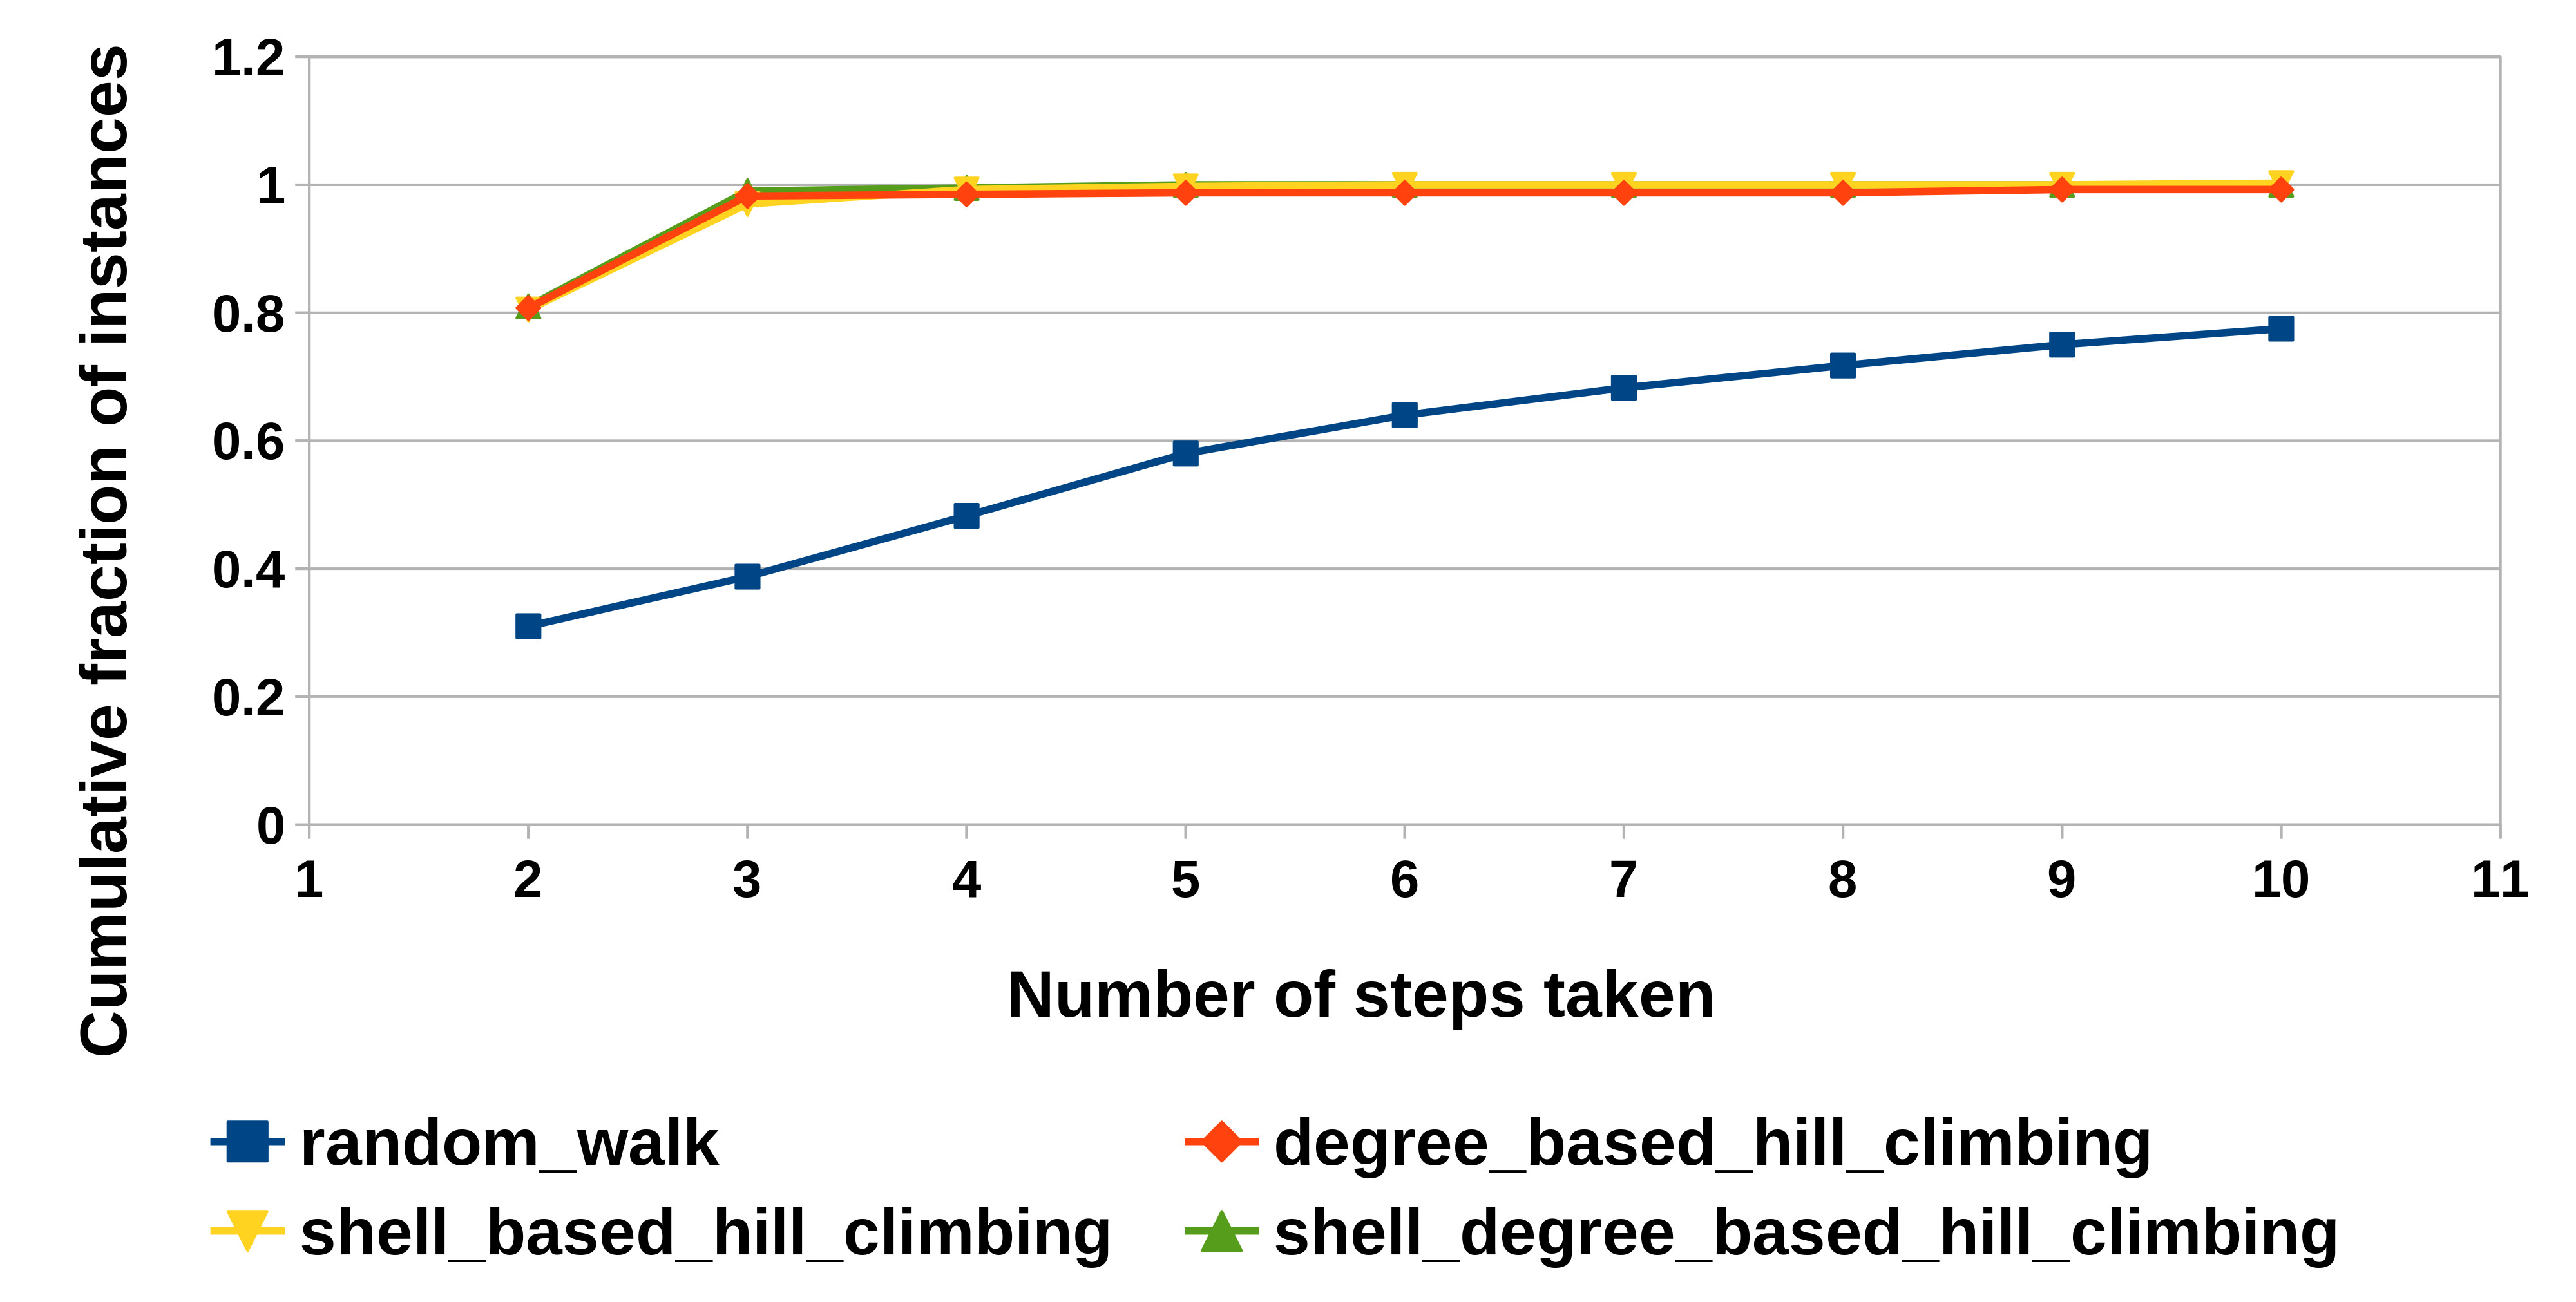 Cumulative fraction of instances
1.2
1
0.8
0.6
0.4
0.2
0
1 2 3 4 5 6 7 8 9 10 11
Number of steps taken
random_walk degree_based_hill_climbing
shell_based_hill_climbing shell_degree_based_hill_climbing